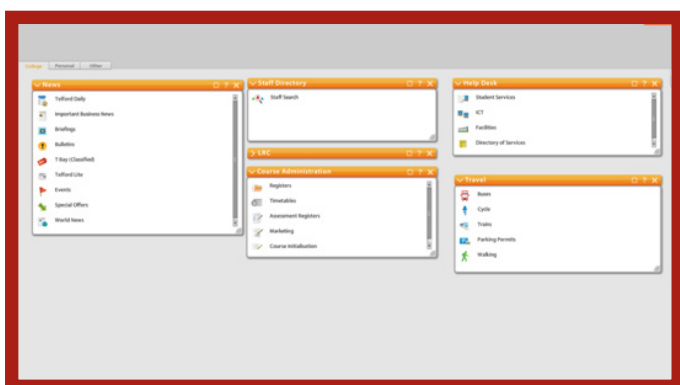 College Personal Other
News
Telford Daily
Important Business News
Briefings
Bulletins
T Bay (Classified)
Telford Lite
Events
Special Offers
World News
Staff Directory
Staff Search
LRC
Course Administration
Registers
Timetables
Assessment Registers
Marketing
Course Initialisation
Help Desk
Student Services
ICT
Facilities
Directory of Services
Travel
Buses
Cycle
Trains
Parking Permits
Walking